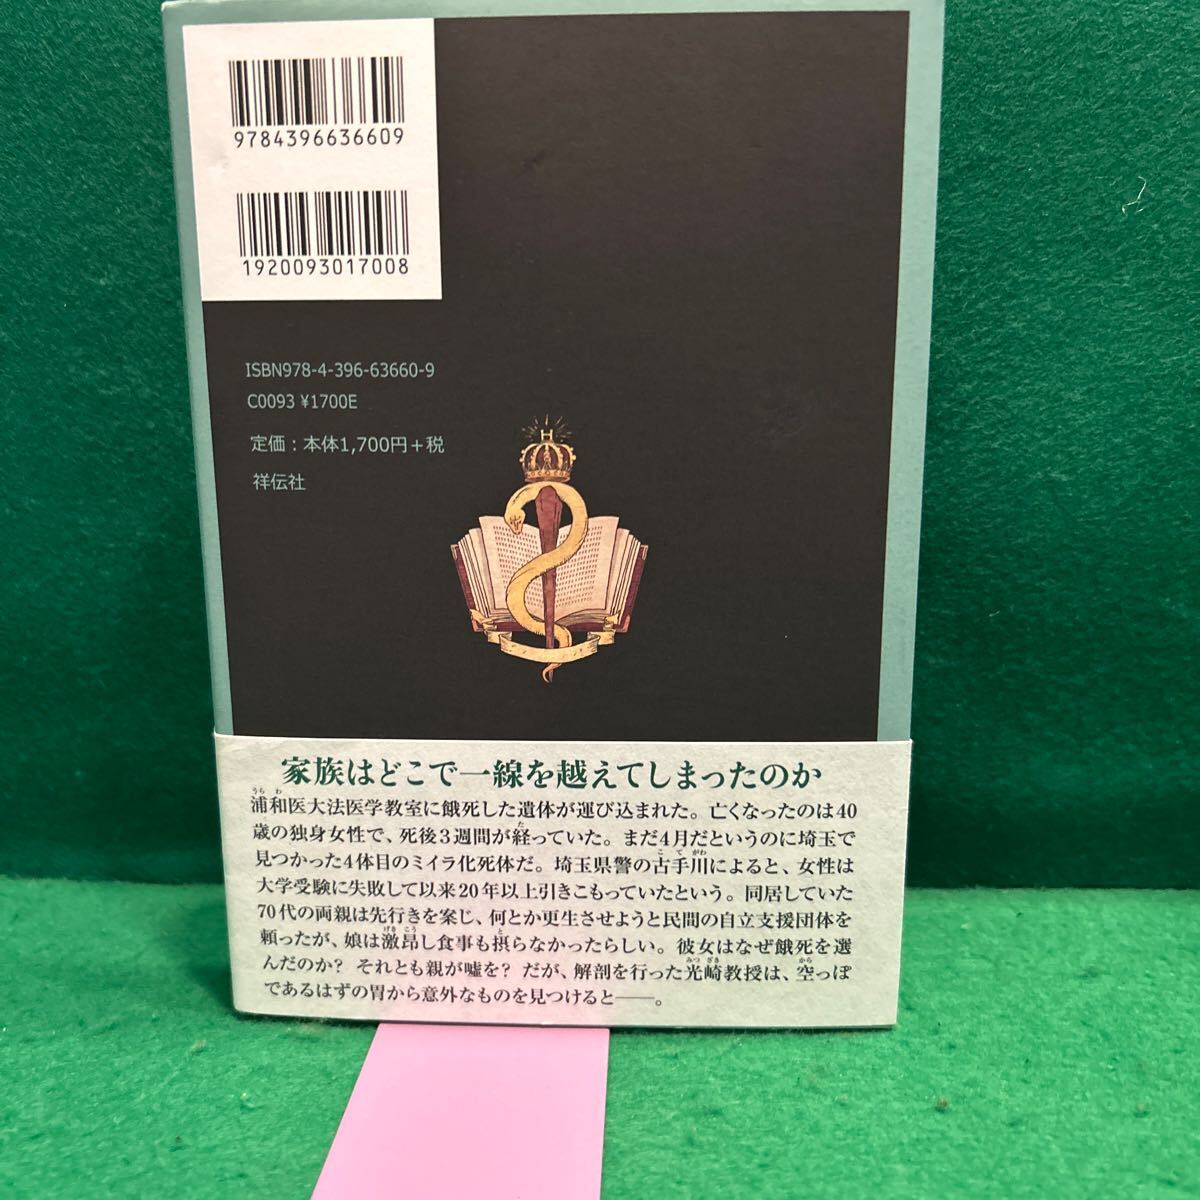 9784396636609
1920093017008
ISBN978-4-396-63660-9
C0093 ¥1700E
定価：本体1,700円＋税
祥伝社
H
家族はどこで一線を越えてしまったのか
浦和医大法医学教室に餓死した遺体が運び込まれた。亡くなったのは40
歳の独身女性で、死後3週間が経っていた。まだ4月だというのに埼玉で
見つかった4体目のミイラ化死体だ。埼玉県警の古手川によると、女性は
大学受験に失敗して以来20年以上引きこもっていたという。同居していた
70代の両親は先行きを案じ、何とか更生させようと民間の自立支援団体を
頼ったが、娘は激昂し食事も摂らなかったらしい。彼女はなぜ餓死を選
んだのか？ それとも親が嘘を？ だが、解剖を行った光崎教授は、空っぽ
であるはずの胃から意外なものを見つけると――。